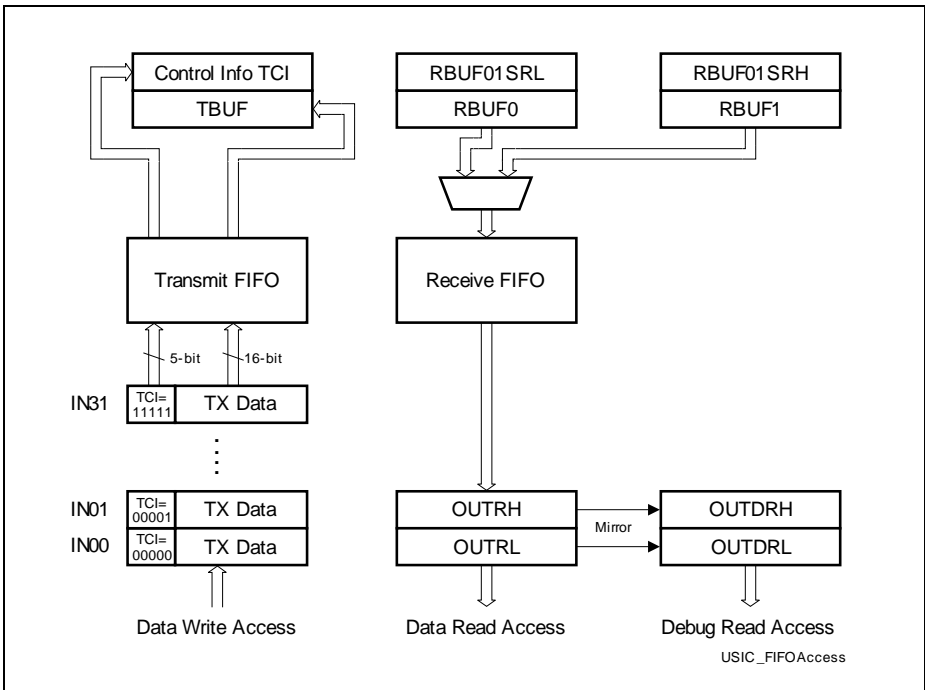 Control Info TCI
TBUF
RBUF01SRL
RBUF0
RBUF01SRH
RBUF1
Transmit FIFO
Receive FIFO
5-bit
16-bit
IN31
TCI=
11111
TX Data
IN01
TCI=
00001
TX Data
IN00
TCI=
00000
TX Data
OUTRH
OUTRL
Mirror
OUTDRH
OUTDRL
Data Write Access
Data Read Access
Debug Read Access
USIC_FIFOAccess